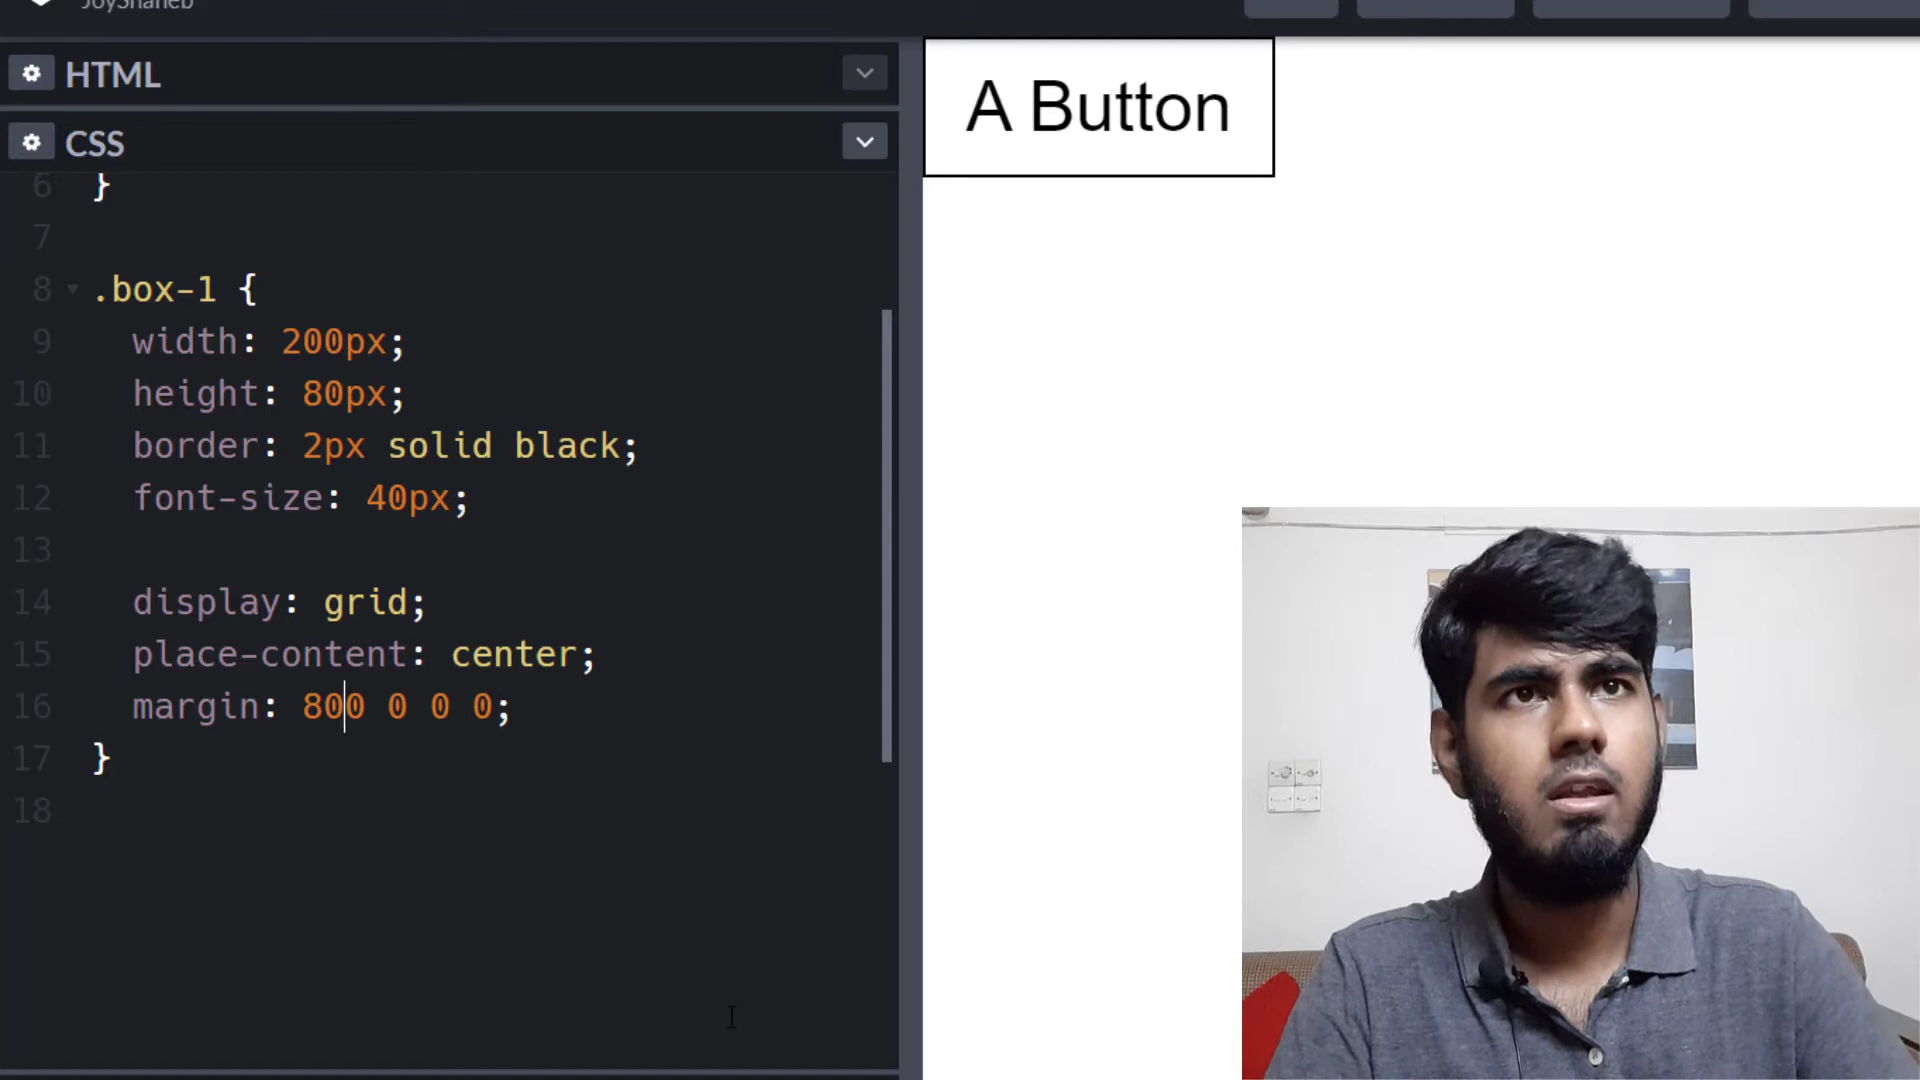 JoyShaheb
HTML
CSS
6 }
7
8 .box-1 {
9 width: 200px;
10 height: 80px;
11 border: 2px solid black;
12 font-size: 40px;
13
14 display: grid;
15 place-content: center;
16 margin: 800 0 0 0;
17 }
18
A Button